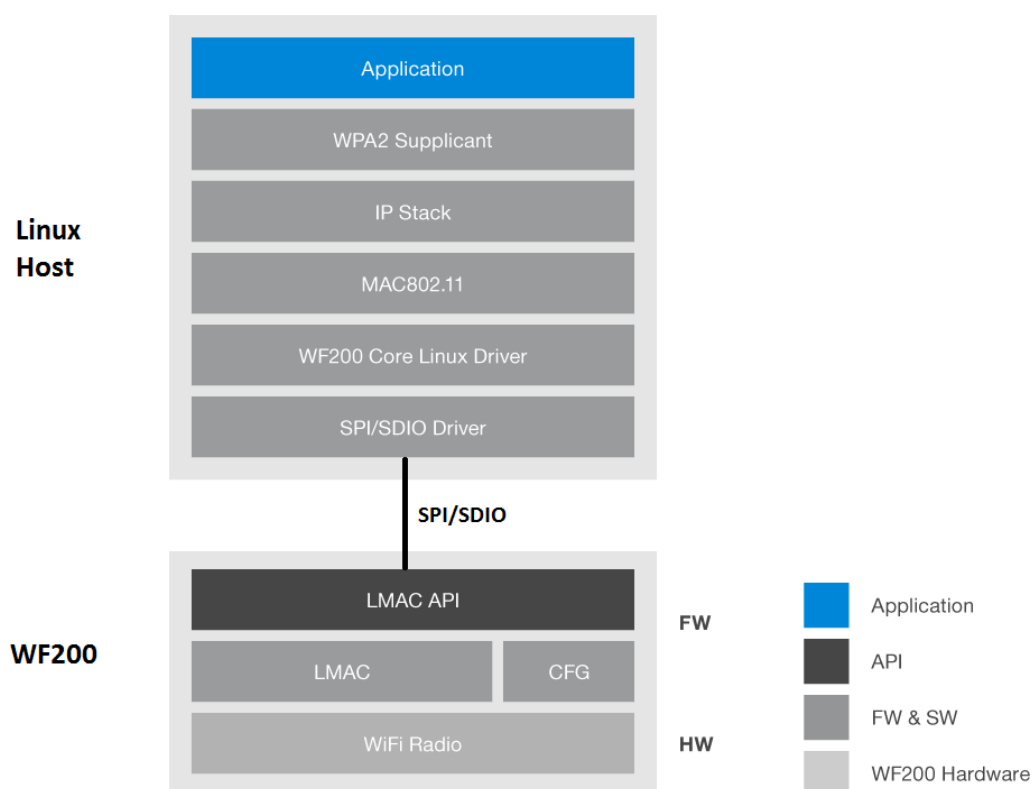 Application
WPA2 Supplicant
IP Stack
Linux
Host
MAC802.11
WF200 Core Linux Driver
SPI/SDIO Driver
SPI/SDIO
LMAC API
FW
WF200
LMAC
CFG
WiFi Radio
HW
Application
API
FW & SW
WF200 Hardware